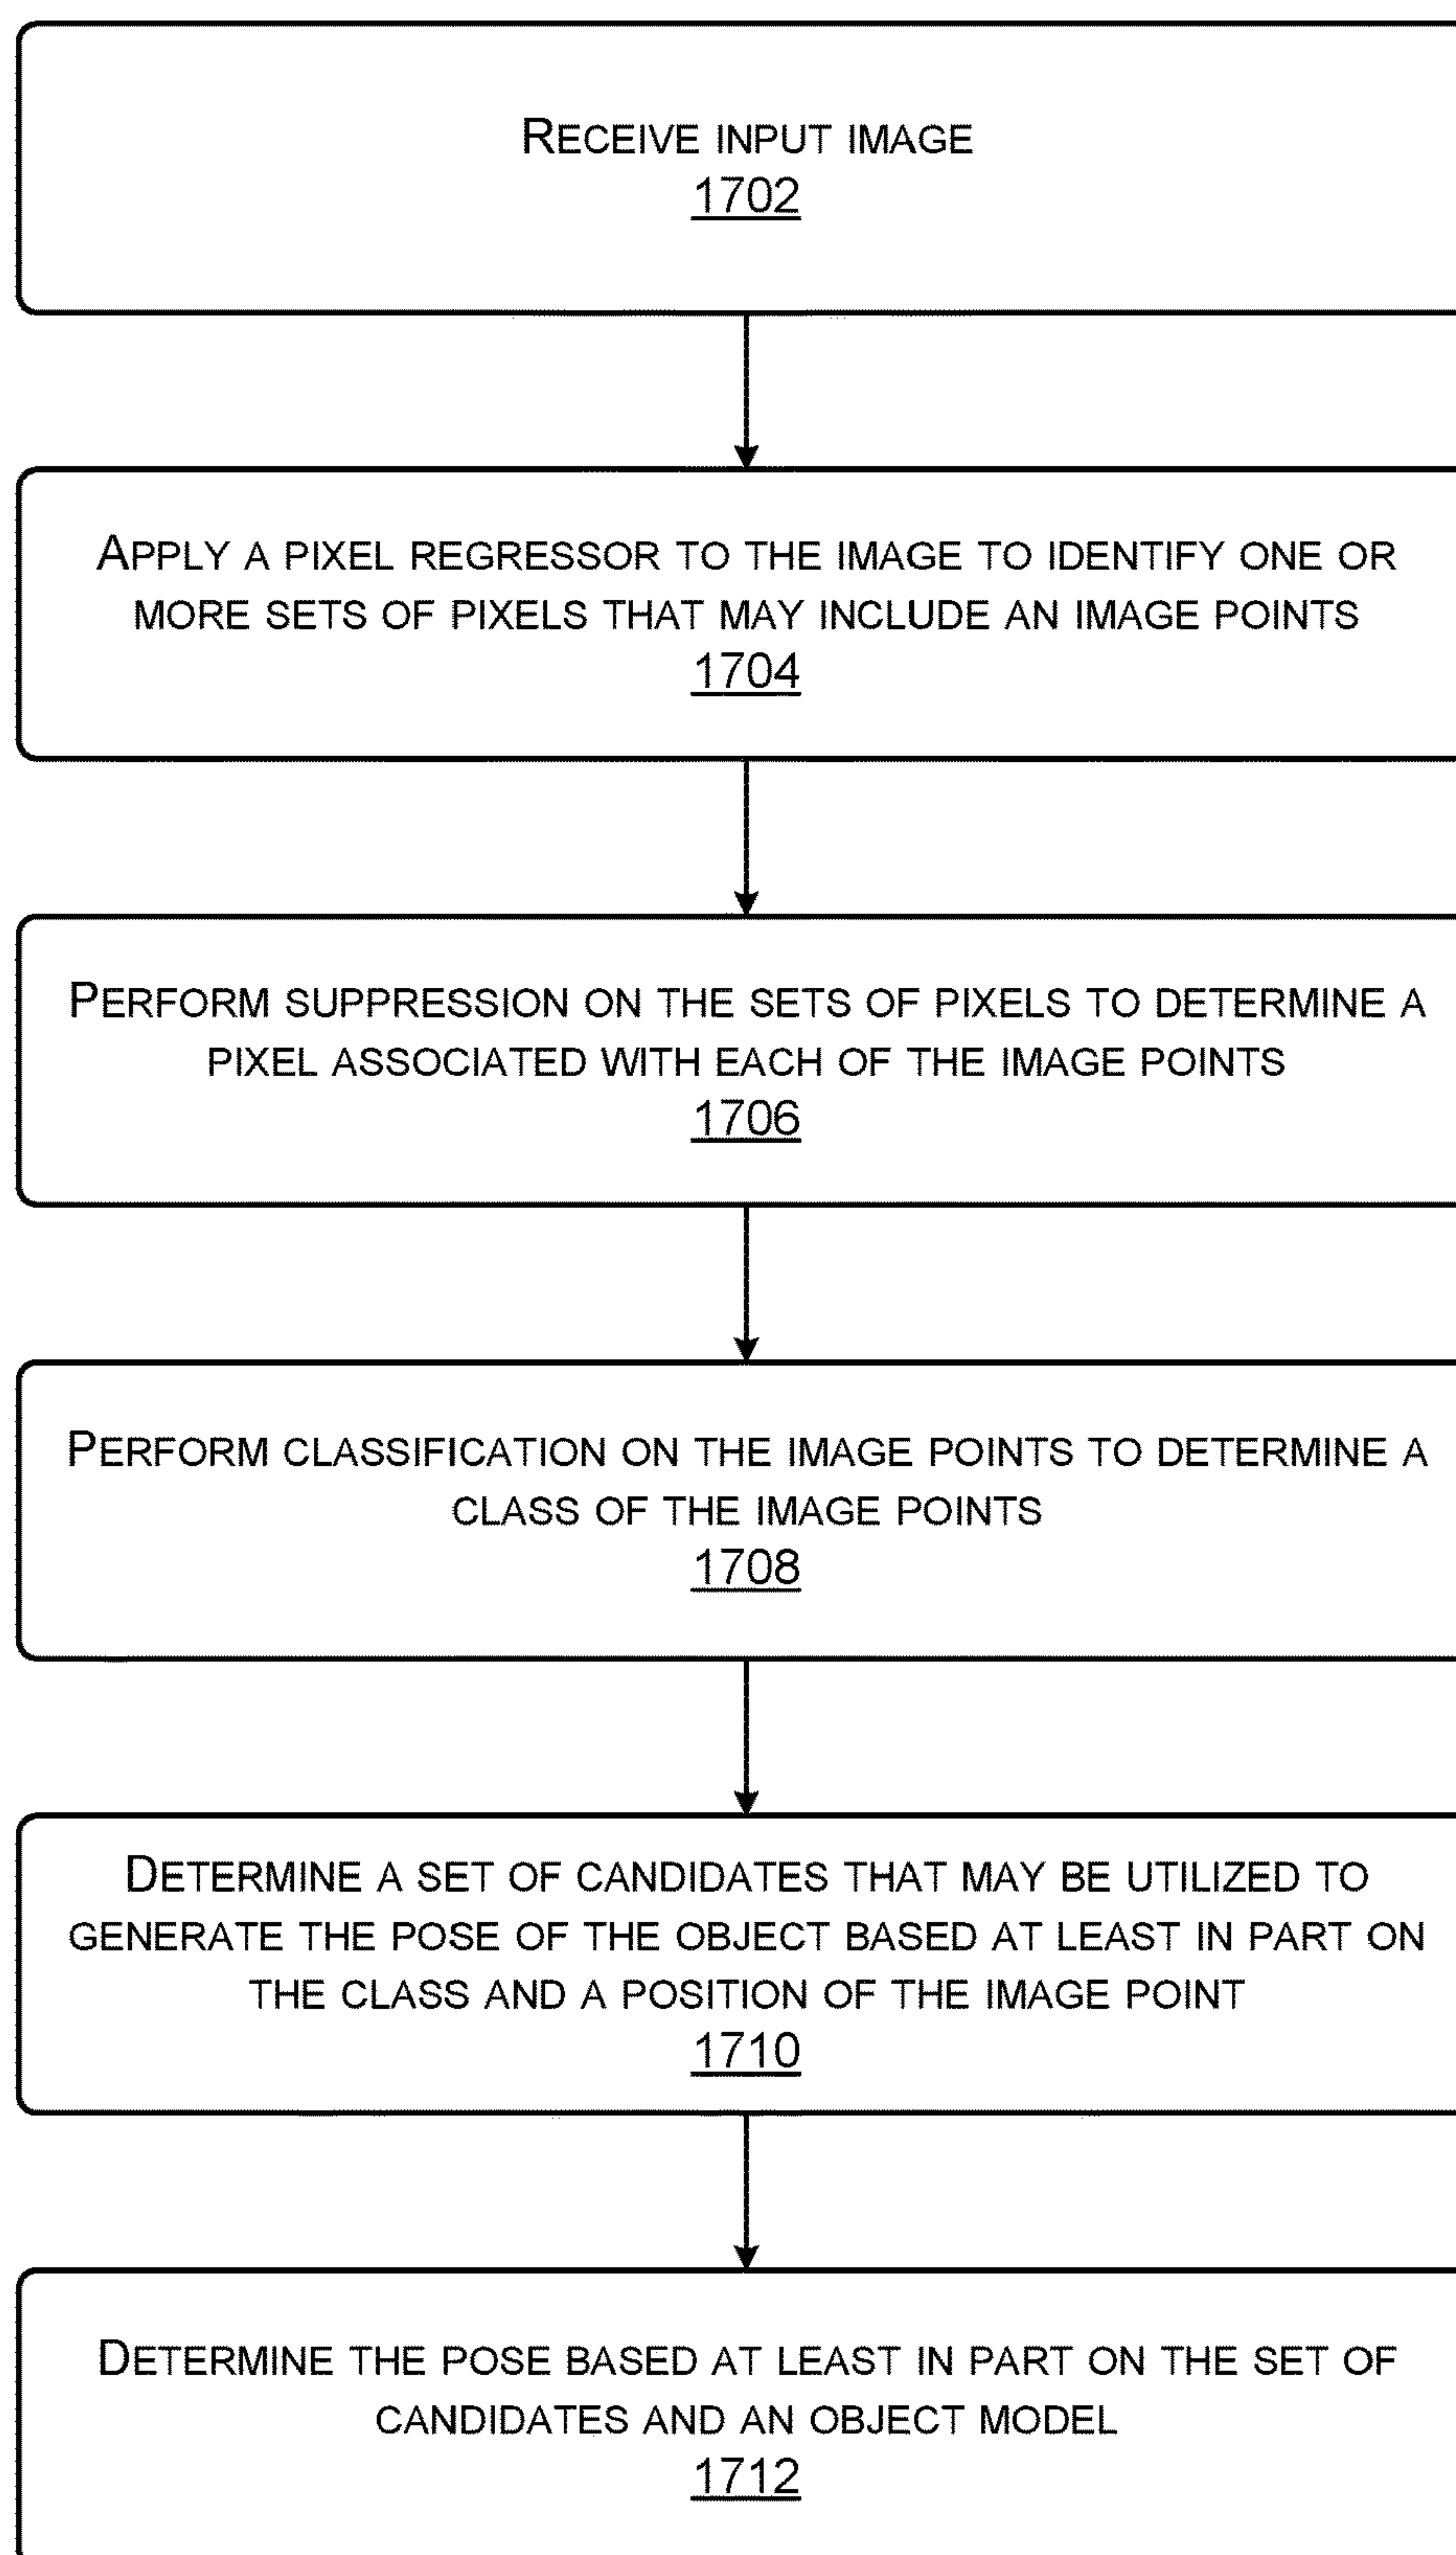 RECEIVE INPUT IMAGE
1702
APPLY A PIXEL REGRESSOR TO THE IMAGE TO IDENTIFY ONE OR
MORE SETS OF PIXELS THAT MAY INCLUDE AN IMAGE POINTS
1704
PERFORM SUPPRESSION ON THE SETS OF PIXELS TO DETERMINE A
PIXEL ASSOCIATED WITH EACH OF THE IMAGE POINTS
1706
PERFORM CLASSIFICATION ON THE IMAGE POINTS TO DETERMINE A
CLASS OF THE IMAGE POINTS
1708
DETERMINE A SET OF CANDIDATES THAT MAY BE UTILIZED TO
GENERATE THE POSE OF THE OBJECT BASED AT LEAST IN PART ON
THE CLASS AND A POSITION OF THE IMAGE POINT
1710
DETERMINE THE POSE BASED AT LEAST IN PART ON THE SET OF
CANDIDATES AND AN OBJECT MODEL
1712